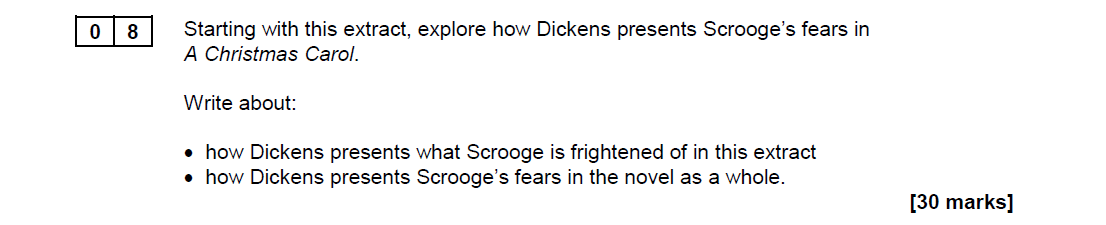 0 8 Starting with this extract, explore how Dickens presents Scrooge’s fears in
A Christmas Carol.
Write about:
• how Dickens presents what Scrooge is frightened of in this extract
• how Dickens presents Scrooge’s fears in the novel as a whole.
[30 marks]